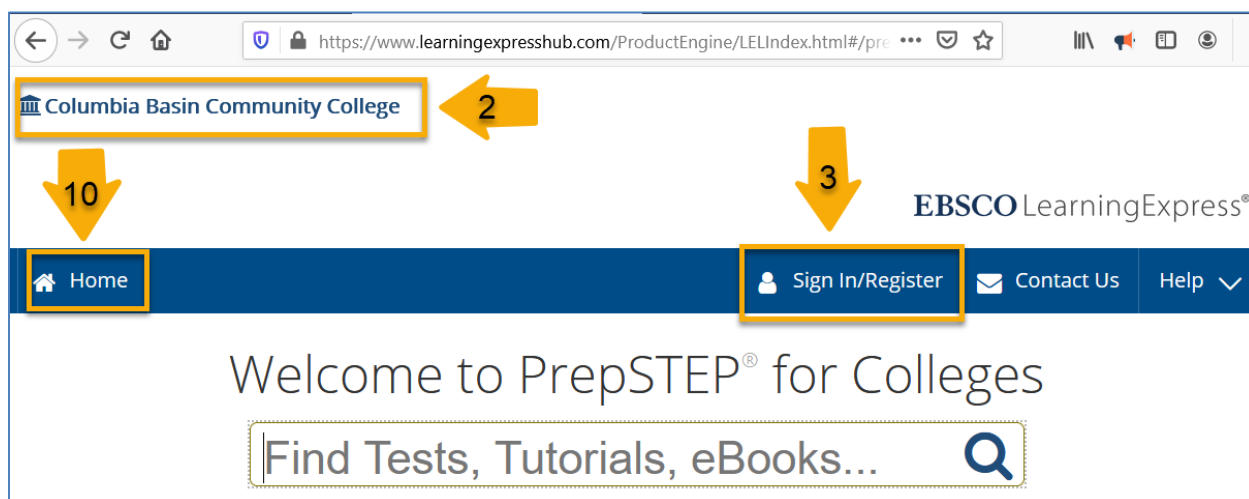 https://www.learningexpresshub.com/ProductEngine/LELIndex.html#/pre
Columbia Basin Community College
2
10
3
EBSCO LearningExpress®
Home
Sign In/Register
Contact Us
Help
Welcome to PrepSTEP® for Colleges
Find Tests, Tutorials, eBooks...